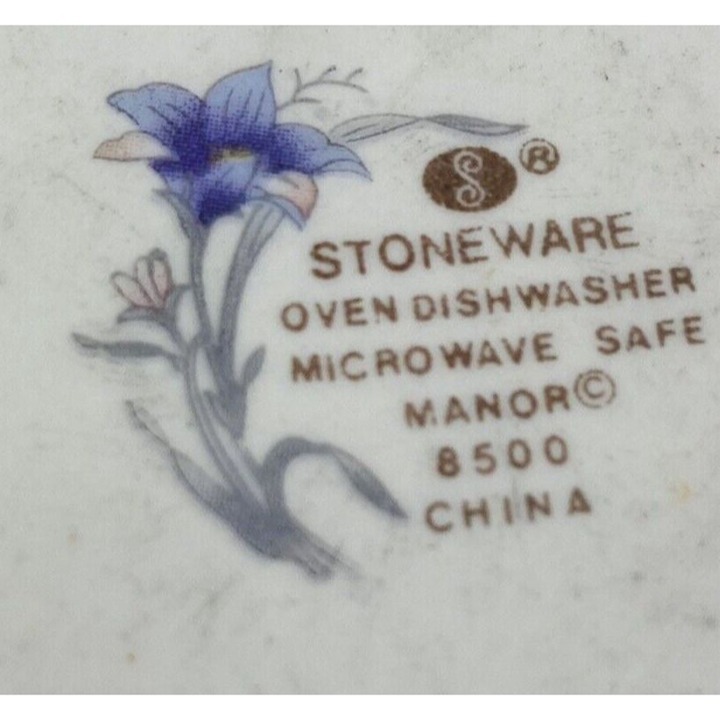 S ®
STONEWARE
OVEN DISHWASHER
MICROWAVE SAFE
MANOR©
8500
CHINA